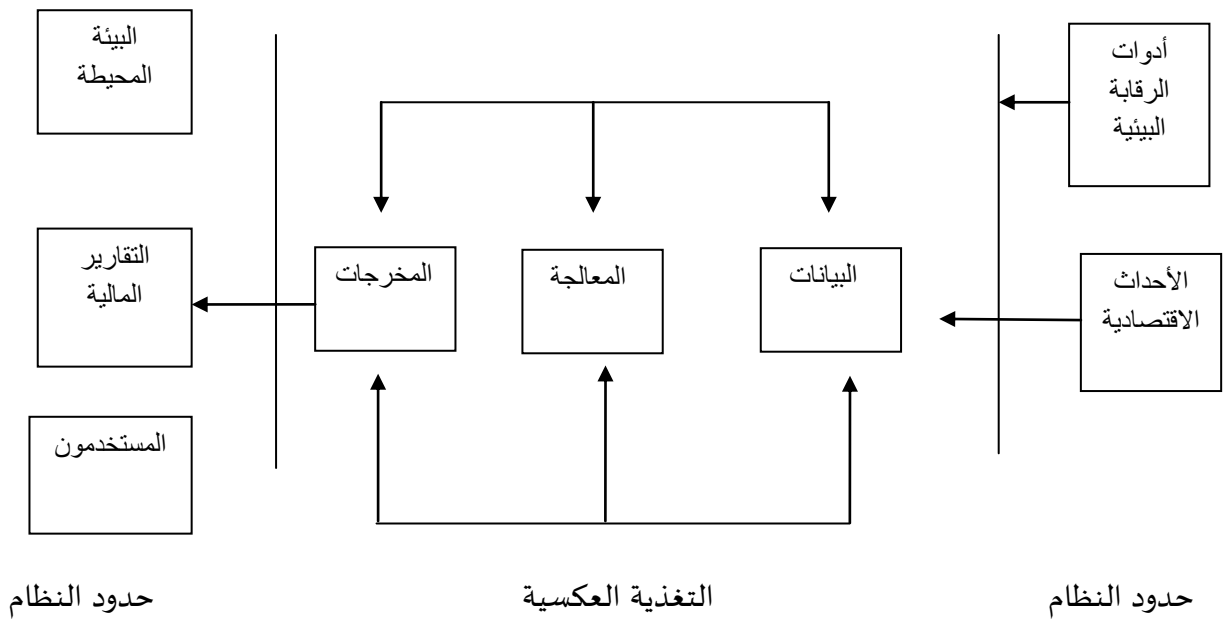 أدوات
الرقابة
البيئية
البيئة
المحيطة
الأحداث
الاقتصادية
البيانات
المعالجة
المخرجات
التقارير
المالية
المستخدمون
حدود النظام
التغذية العكسية
حدود النظام